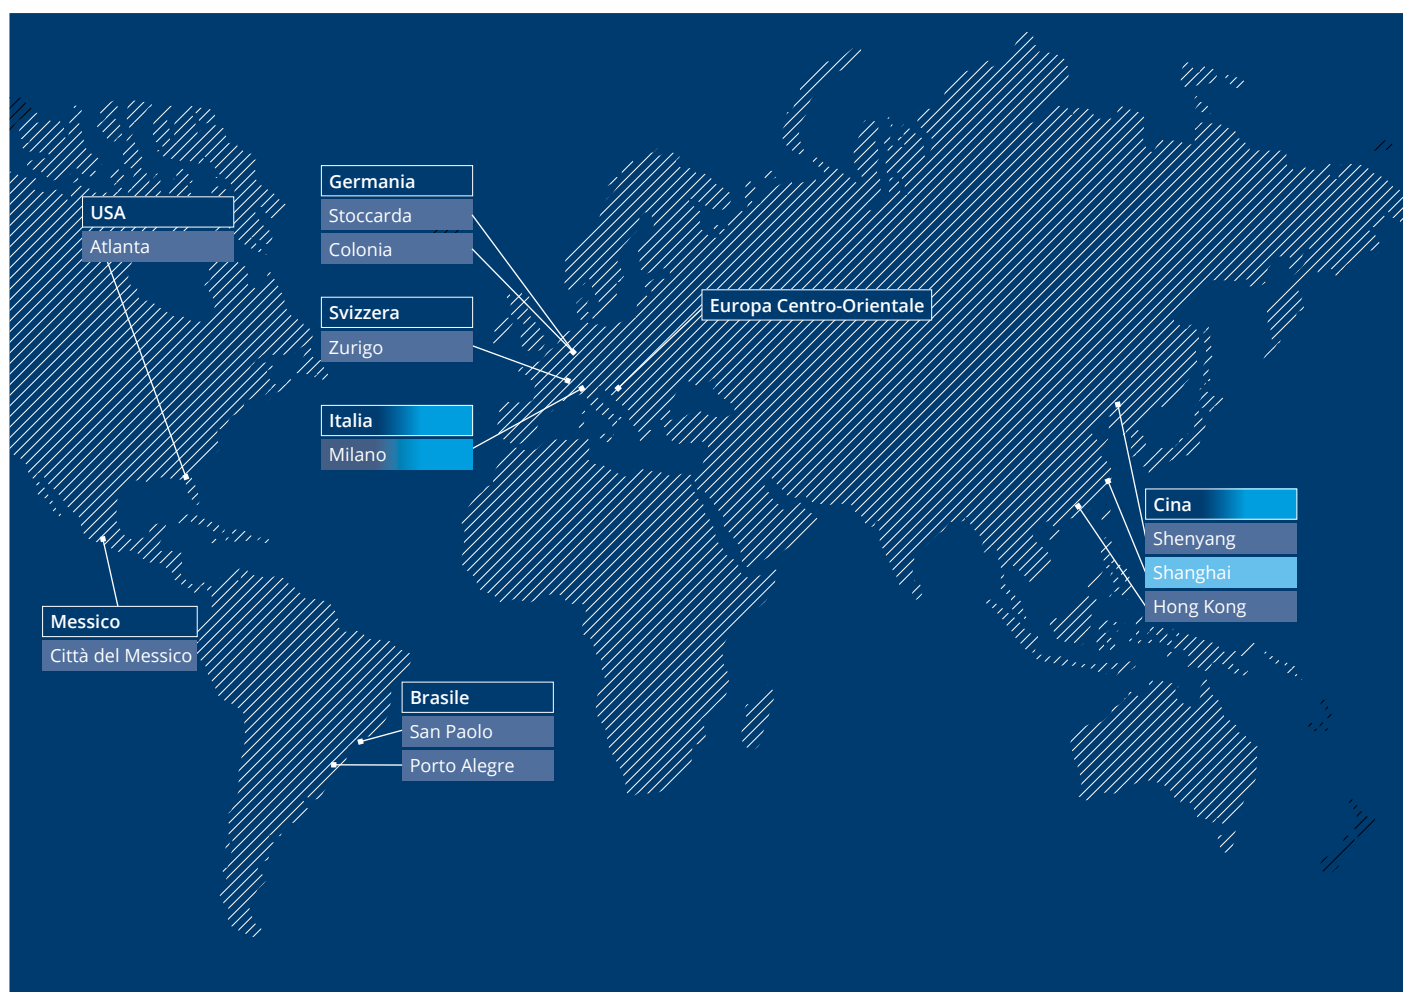 Germania
Stoccarda
Colonia
USA
Atlanta
Svizzera
Zurigo
Europa Centro-Orientale
Italia
Milano
Cina
Shenyang
Shanghai
Hong Kong
Messico
Città del Messico
Brasile
San Paolo
Porto Alegre